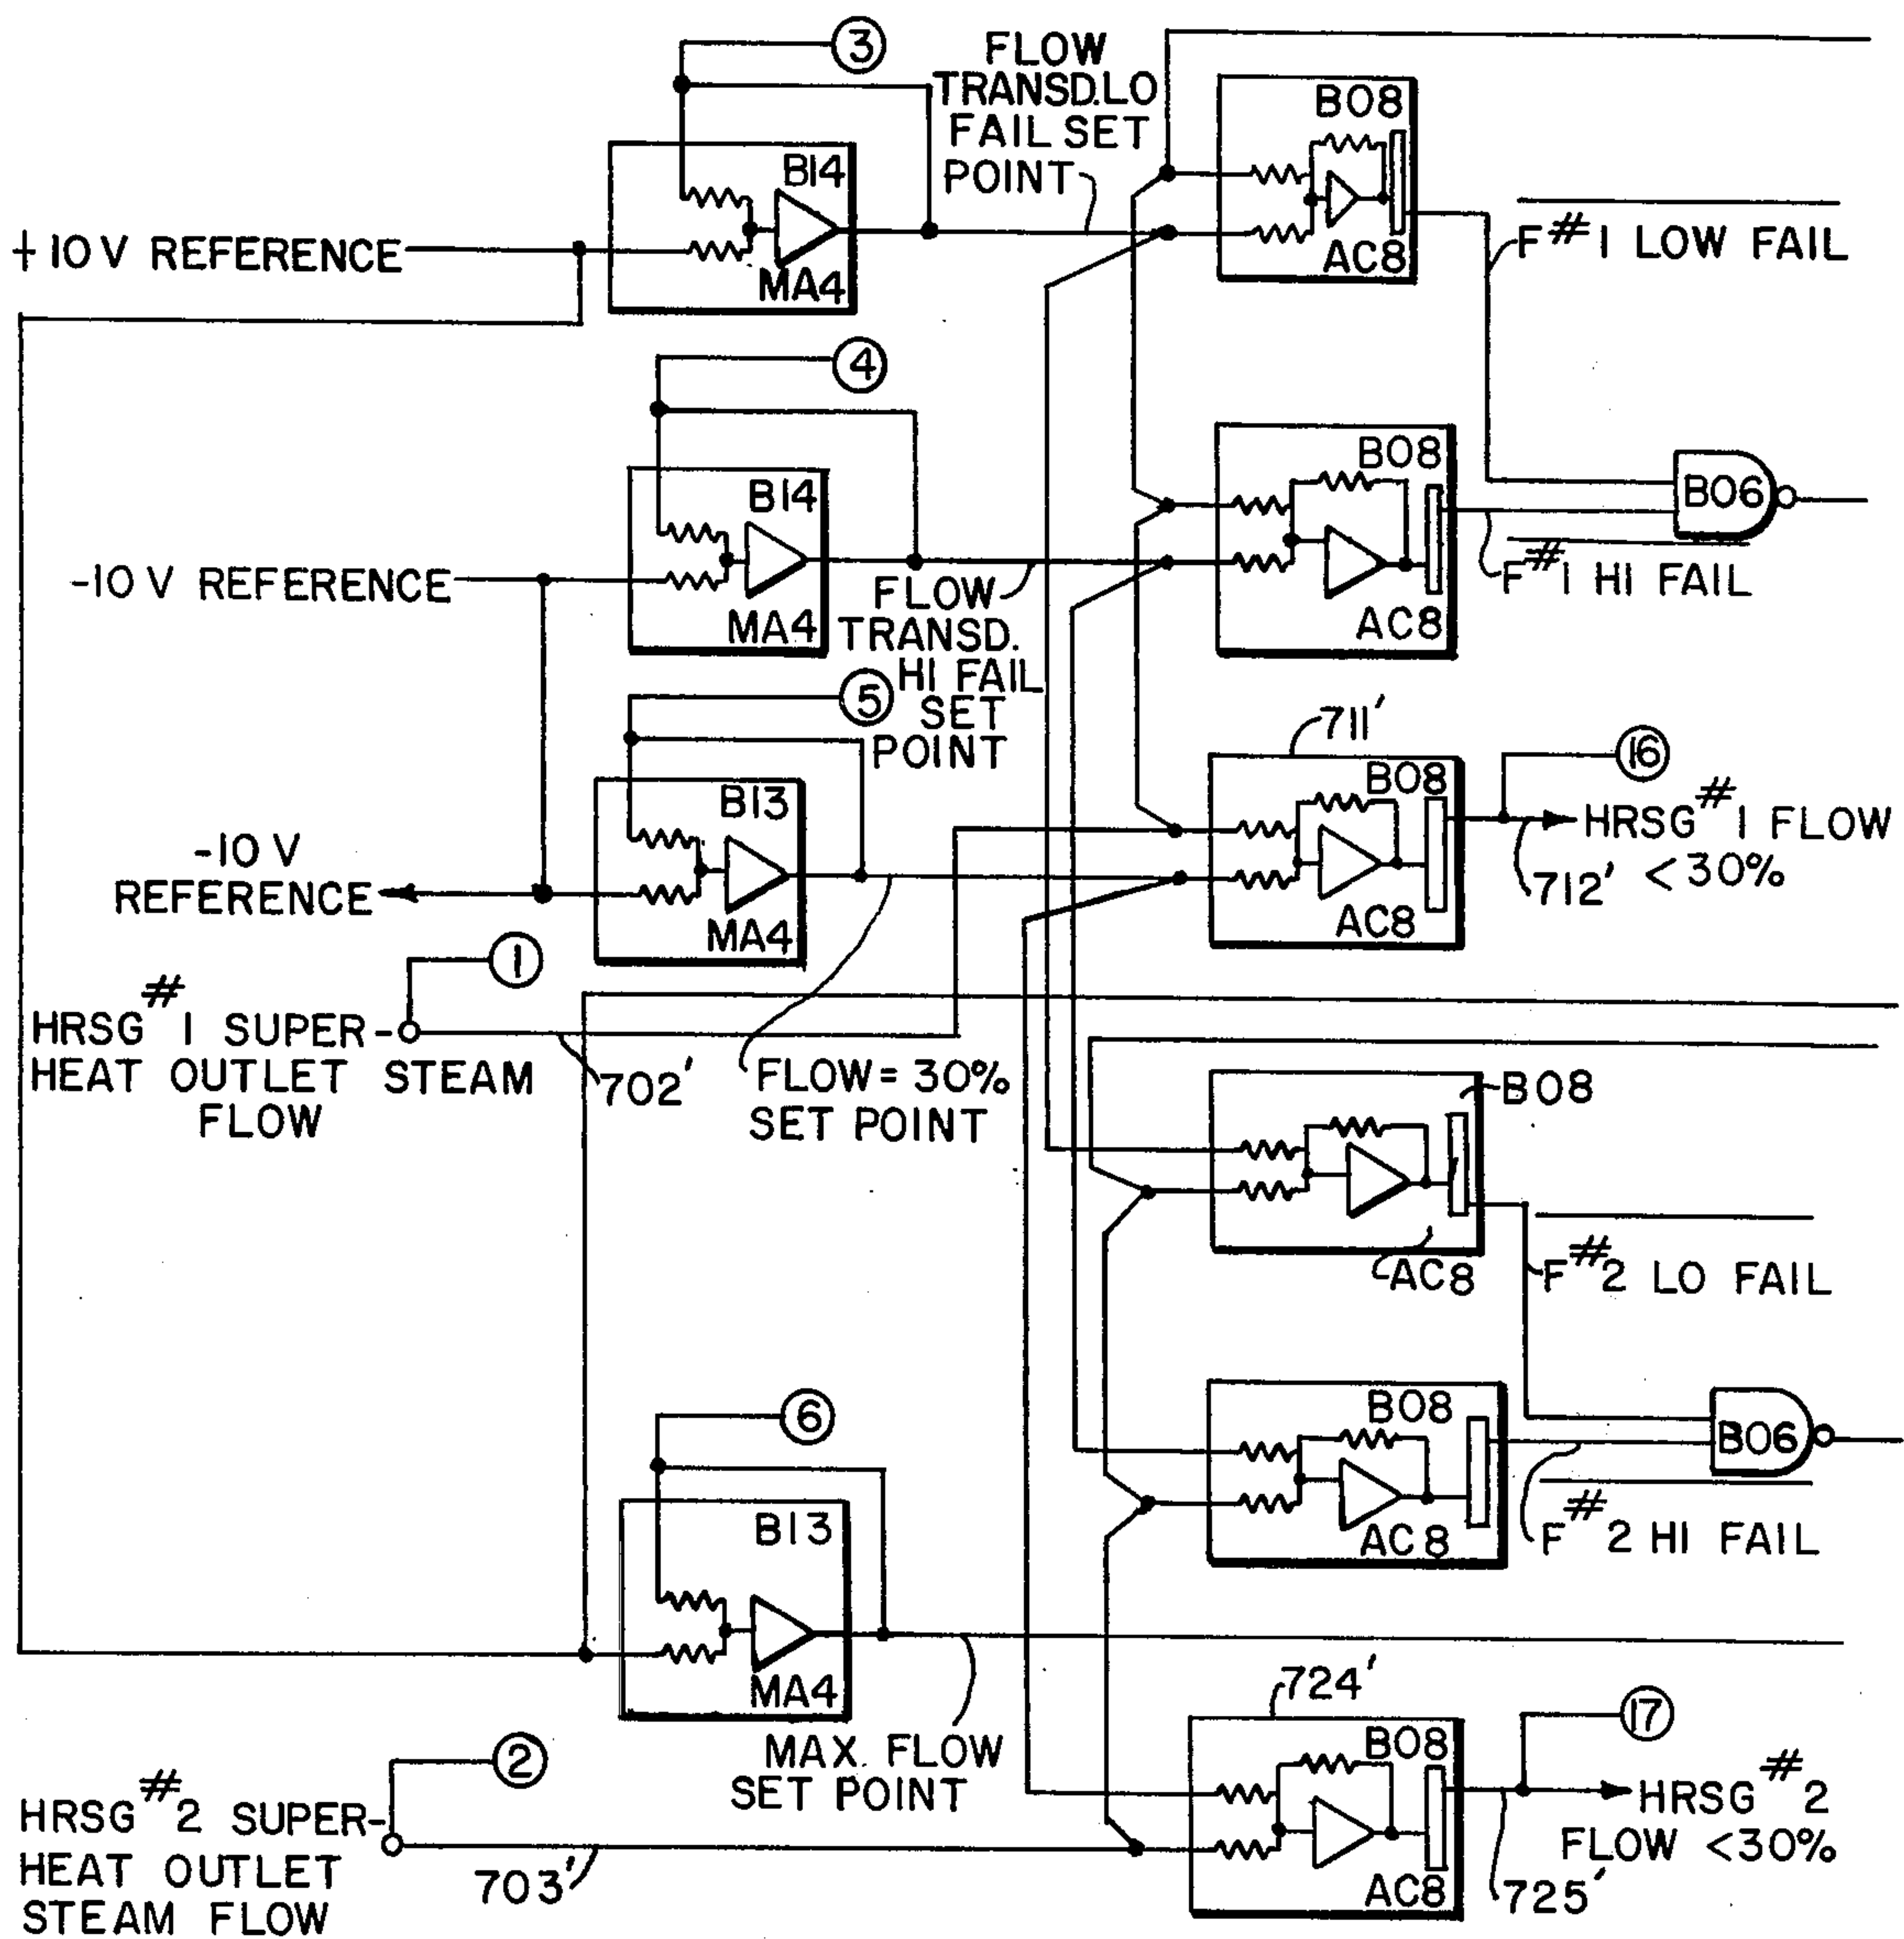 3
FLOW
TRANSD.LO
FAIL SET
POINT
B14
MA4
+10V REFERENCE
B08
AC8
F#1 LOW FAIL
4
B14
MA4
-10V REFERENCE
FLOW
TRANSD.
HI FAIL
SET
POINT
B08
AC8
B06
F#1 HI FAIL
5
B13
MA4
-10V
REFERENCE
711'
B08
AC8
16
HRSG #1 FLOW
<30%
712'
1
HRSG #1 SUPER-
HEAT OUTLET STEAM
FLOW
702'
FLOW=30%
SET POINT
B08
AC8
F#2 LO FAIL
6
B13
MA4
MAX. FLOW
SET POINT
B08
AC8
B06
F#2 HI FAIL
2
HRSG #2 SUPER-
HEAT OUTLET
STEAM FLOW
703'
724'
B08
AC8
17
HRSG #2
FLOW <30%
725'